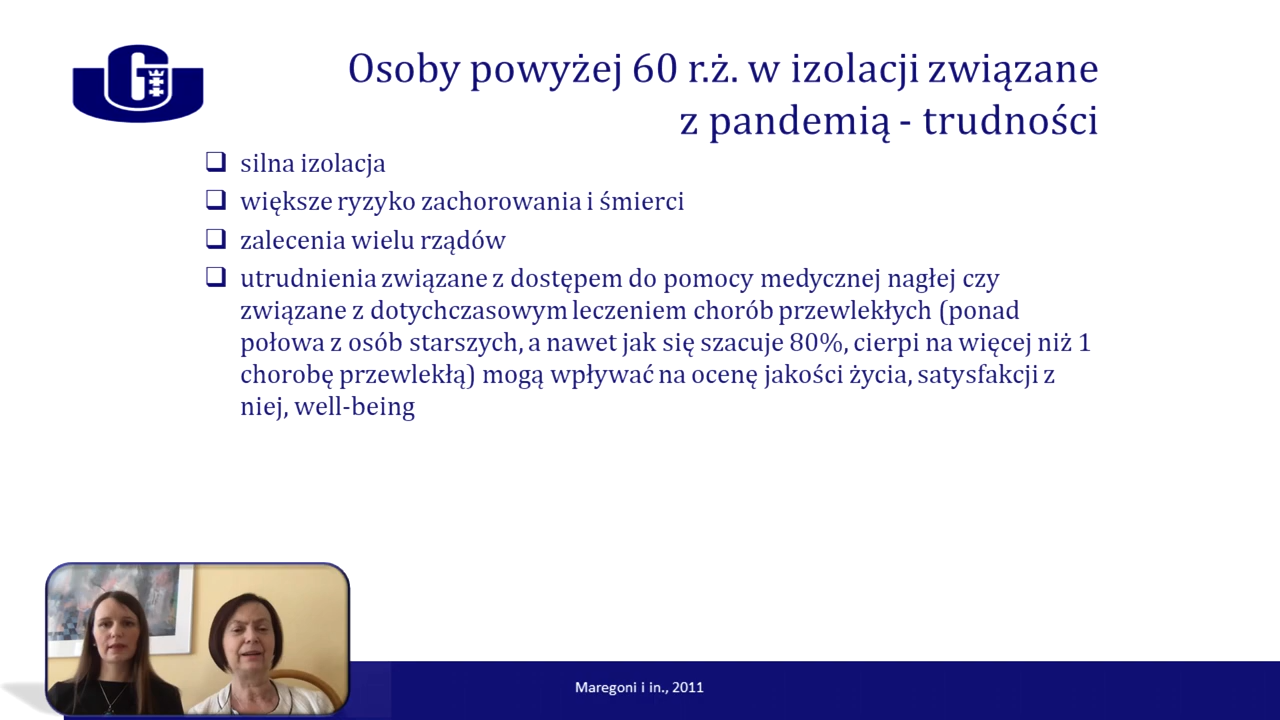 Osoby powyżej 60 r.ż. w izolacji związane
z pandemią - trudności
silna izolacja
większe ryzyko zachorowania i śmierci
zalecenia wielu rządów
utrudnienia związane z dostępem do pomocy medycznej nagłej czy
związane z dotychczasowym leczeniem chorób przewlekłych (ponad
połowa z osób starszych, a nawet jak się szacuje 80%, cierpi na więcej niż 1
chorobę przewlekłą) mogą wpływać na ocenę jakości życia, satysfakcji z
niej, well-being
Maregoni i in., 2011